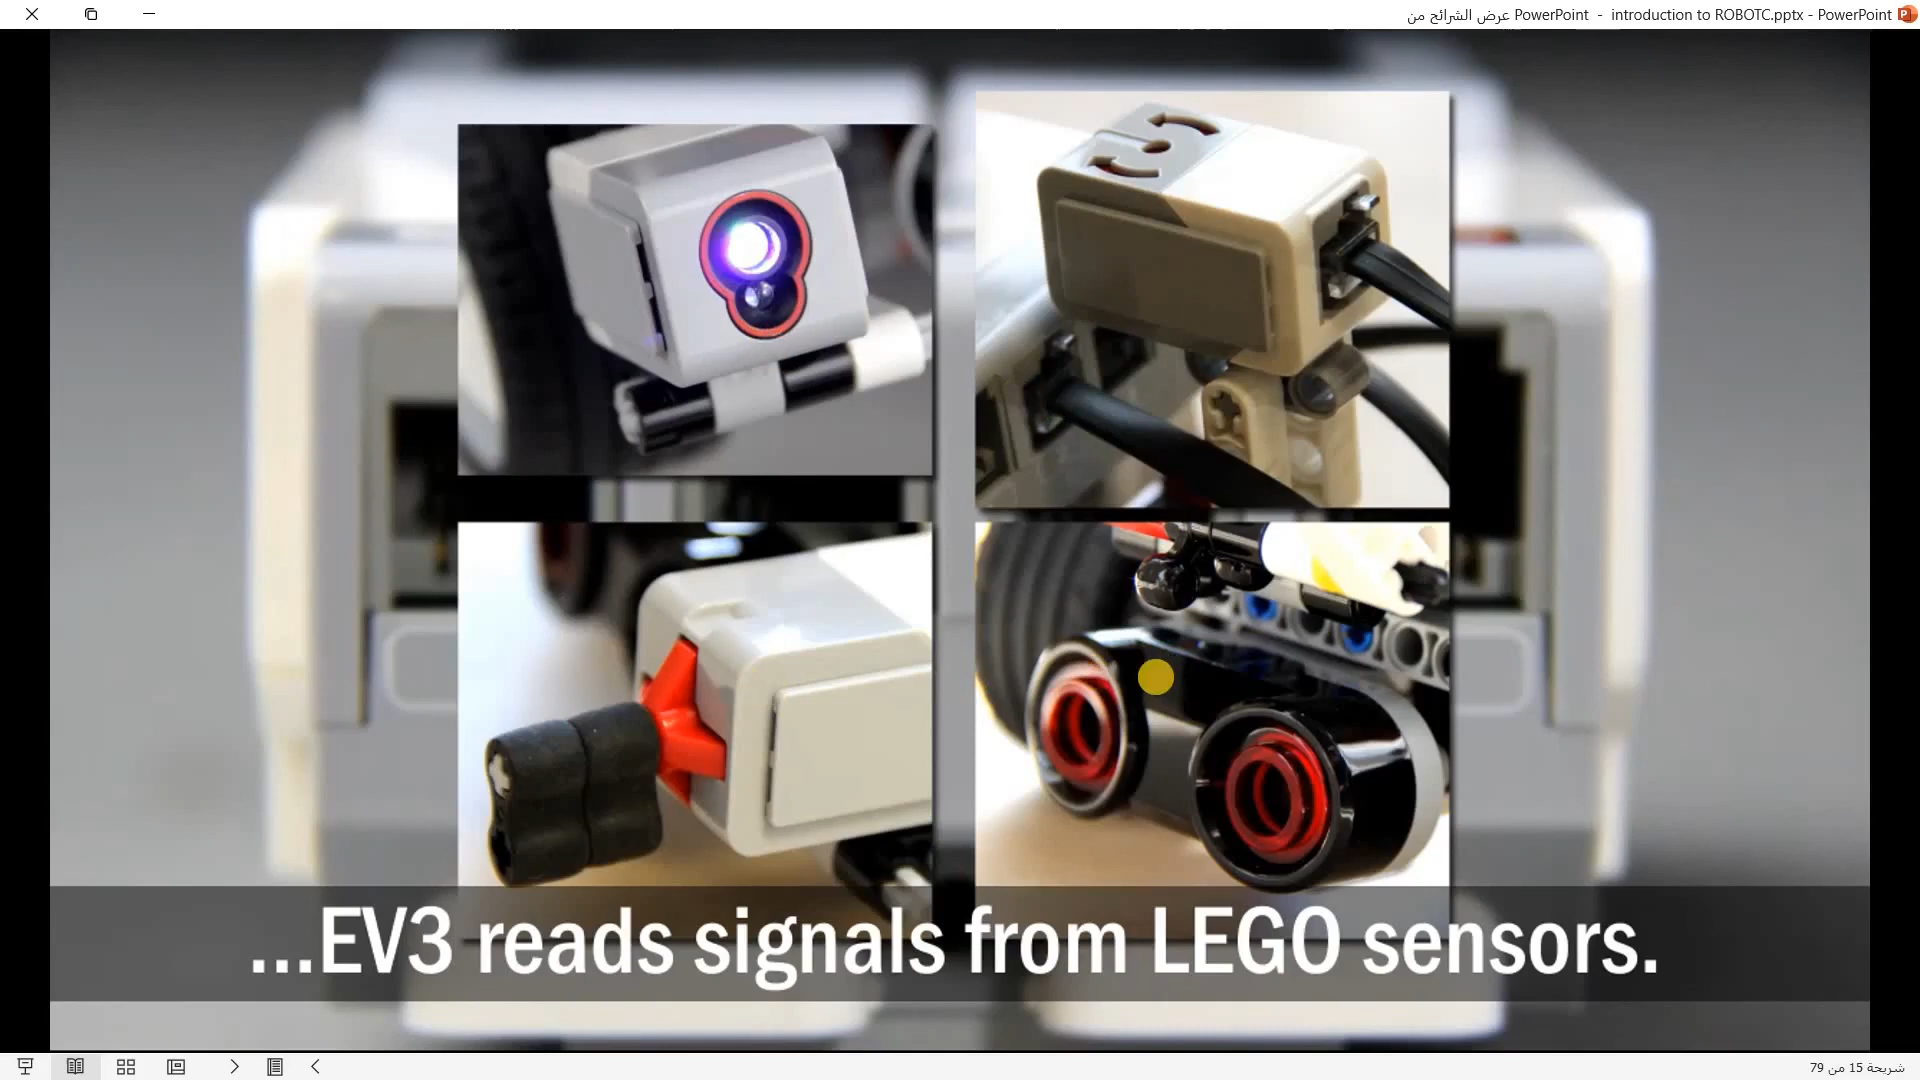 عرض الشرائح من PowerPoint - introduction to ROBOTC.pptx - PowerPoint
...EV3 reads signals from LEGO sensors.
شريحة 15 من 79